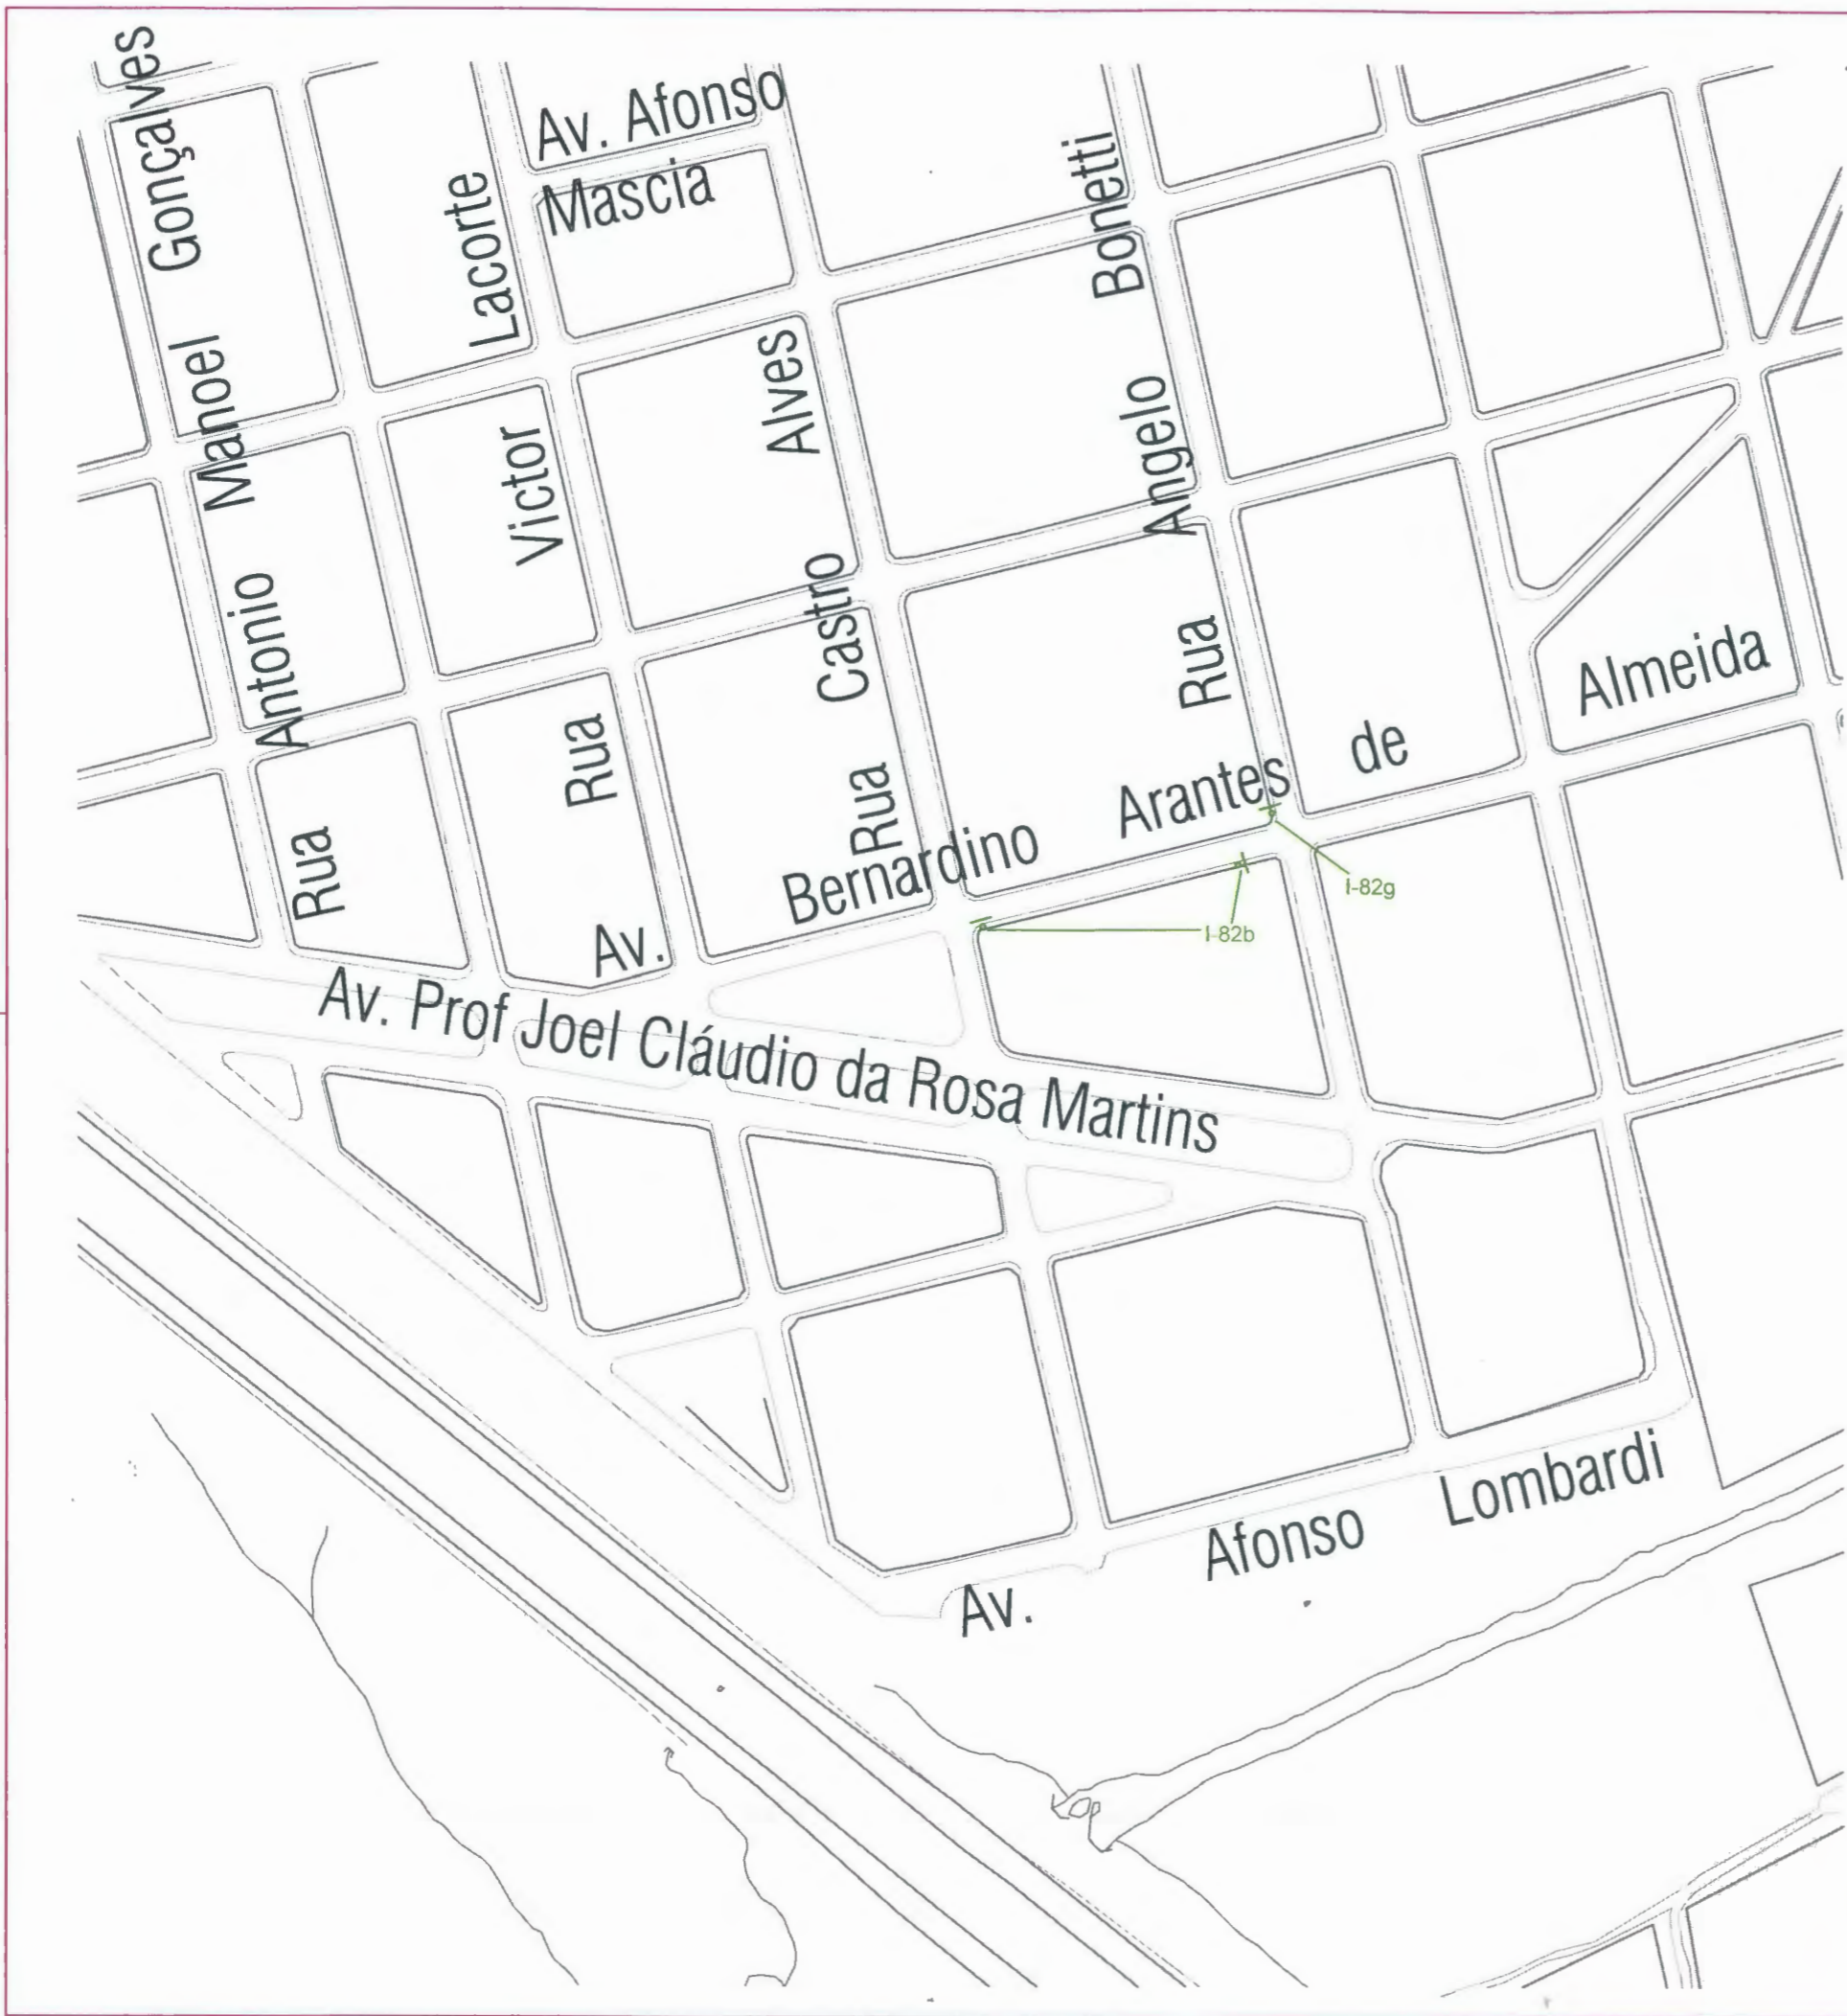 Rua Antonio Manoel Gonçalves
Rua Victor Lacorte
Av. Afonso
Mascia
Rua Castro Alves
Rua Angelo Bonetti
Av. Bernardino Arantes de Almeida
I-82g
I-82b
Av. Prof Joel Cláudio da Rosa Martins
Av. Afonso Lombardi